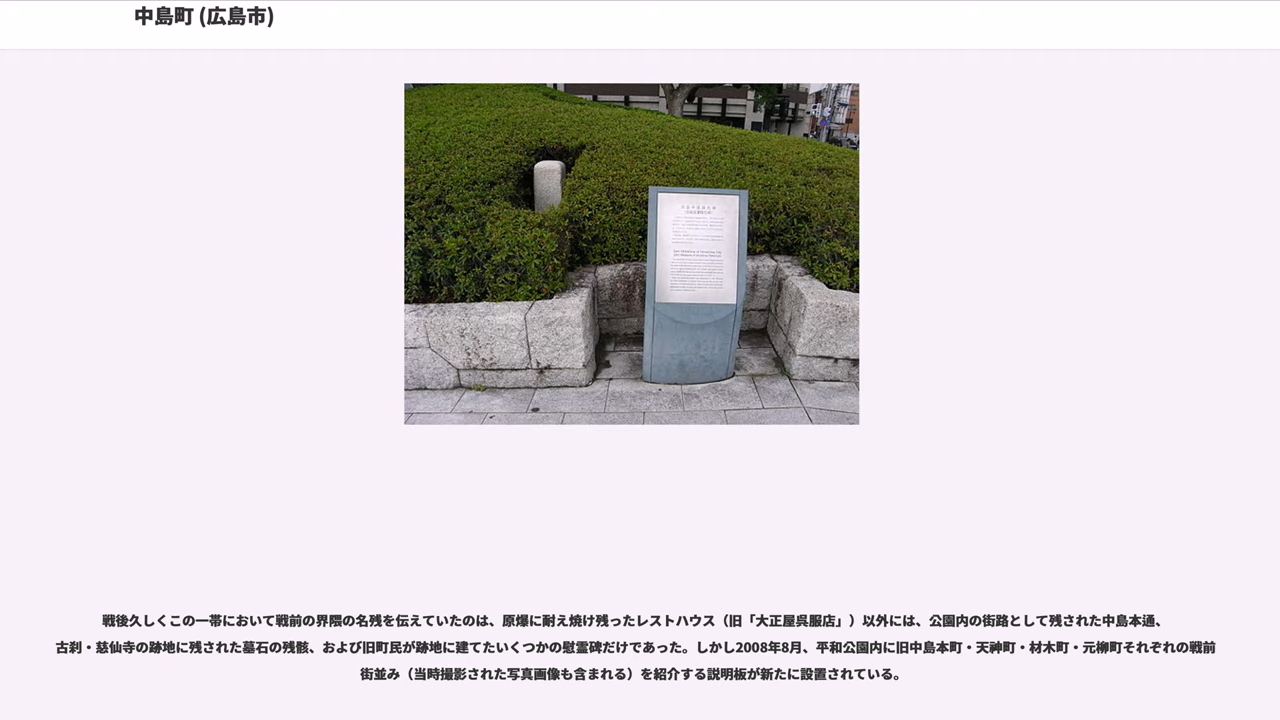 中島町 (広島市)
戦後久しくこの一帯において戦前の界隈の名残を伝えていたのは、原爆に耐え焼け残ったレストハウス（旧「大正屋呉服店」）以外には、公園内の街路として残された中島本通、
古刹・慈仙寺の跡地に残された墓石の残骸、および旧町民が跡地に建てたいくつかの慰霊碑だけであった。しかし2008年8月、平和公園内に旧中島本町・天神町・材木町・元柳町それぞれの戦前
街並み（当時撮影された写真画像も含まれる）を紹介する説明板が新たに設置されている。